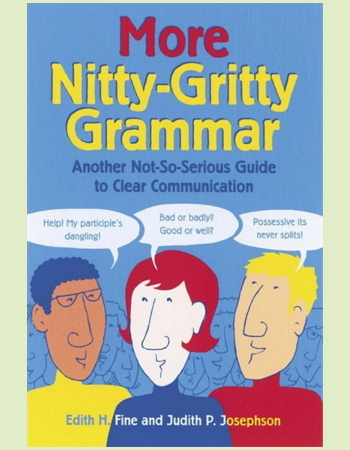 More
Nitty-Gritty
Grammar
Another Not-So-Serious Guide
to Clear Communication
Help! My participle's
dangling!
Bad or badly?
Good or well?
Possessive its
never splits!
Edith H. Fine and Judith P. Josephson